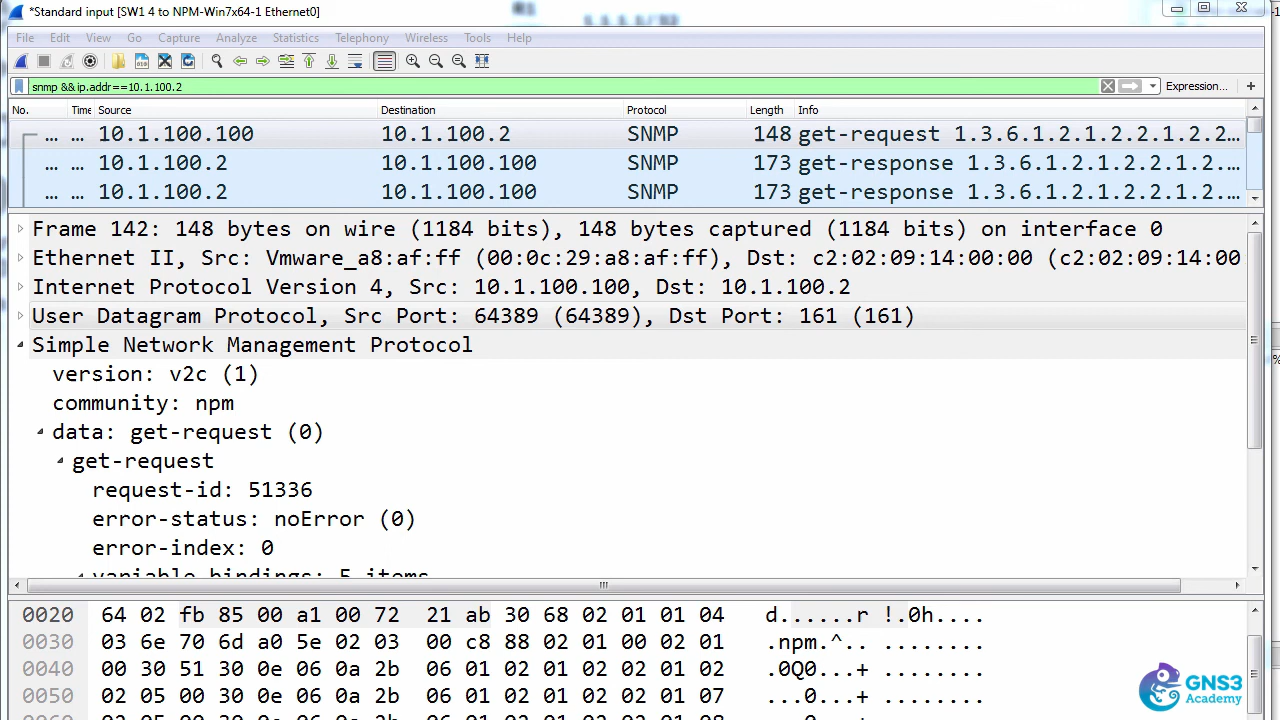 R1
1.1.1.1/32
*Standard input [SW1 4 to NPM-Win7x64-1 Ethernet0]
File Edit View Go Capture Analyze Statistics Telephony Wireless Tools Help
snmp && ip.addr==10.1.100.2 Expression... +
No. Time Source Destination Protocol Length Info
... ... 10.1.100.100 10.1.100.2 SNMP 148 get-request 1.3.6.1.2.1.2.2.1.2.2...
... ... 10.1.100.2 10.1.100.100 SNMP 173 get-response 1.3.6.1.2.1.2.2.1.2....
... ... 10.1.100.2 10.1.100.100 SNMP 173 get-response 1.3.6.1.2.1.2.2.1.2....
Frame 142: 148 bytes on wire (1184 bits), 148 bytes captured (1184 bits) on interface 0
Ethernet II, Src: Vmware_a8:af:ff (00:0c:29:a8:af:ff), Dst: c2:02:09:14:00:00 (c2:02:09:14:00
Internet Protocol Version 4, Src: 10.1.100.100, Dst: 10.1.100.2
User Datagram Protocol, Src Port: 64389 (64389), Dst Port: 161 (161)
Simple Network Management Protocol
version: v2c (1)
community: npm
data: get-request (0)
get-request
request-id: 51336
error-status: noError (0)
error-index: 0
variable-bindings: 5 items
0020 64 02 fb 85 00 a1 00 72 21 ab 30 68 02 01 01 04 d......r !.0h....
0030 03 6e 70 6d a0 5e 02 03 00 c8 88 02 01 00 02 01 .npm.^.. ........
0040 00 30 51 30 0e 06 0a 2b 06 01 02 01 02 02 01 02 .0Q0...+ ........
0050 02 05 00 30 0e 06 0a 2b 06 01 02 01 02 02 01 07 ...0...+ ........
GNS3
Academy